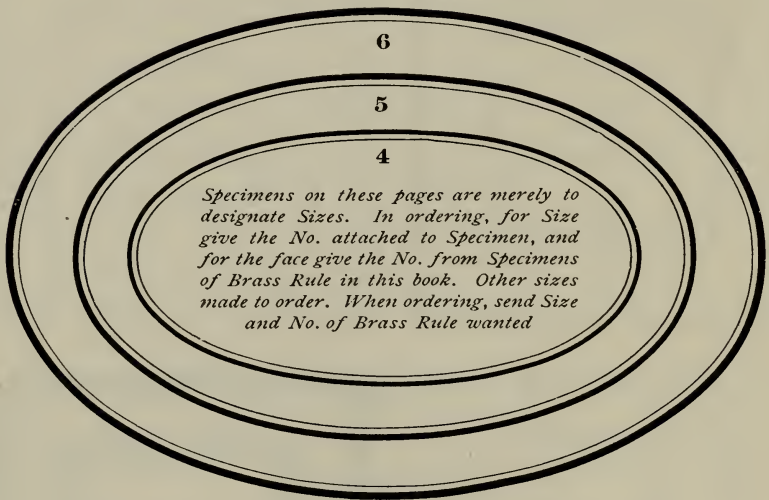 6
5
4
Specimens on these pages are merely to
designate Sizes. In ordering, for Size
give the No. attached to Specimen, and
for the face give the No. from Specimens
of Brass Rule in this book. Other sizes
made to order. When ordering, send Size
and No. of Brass Rule wanted